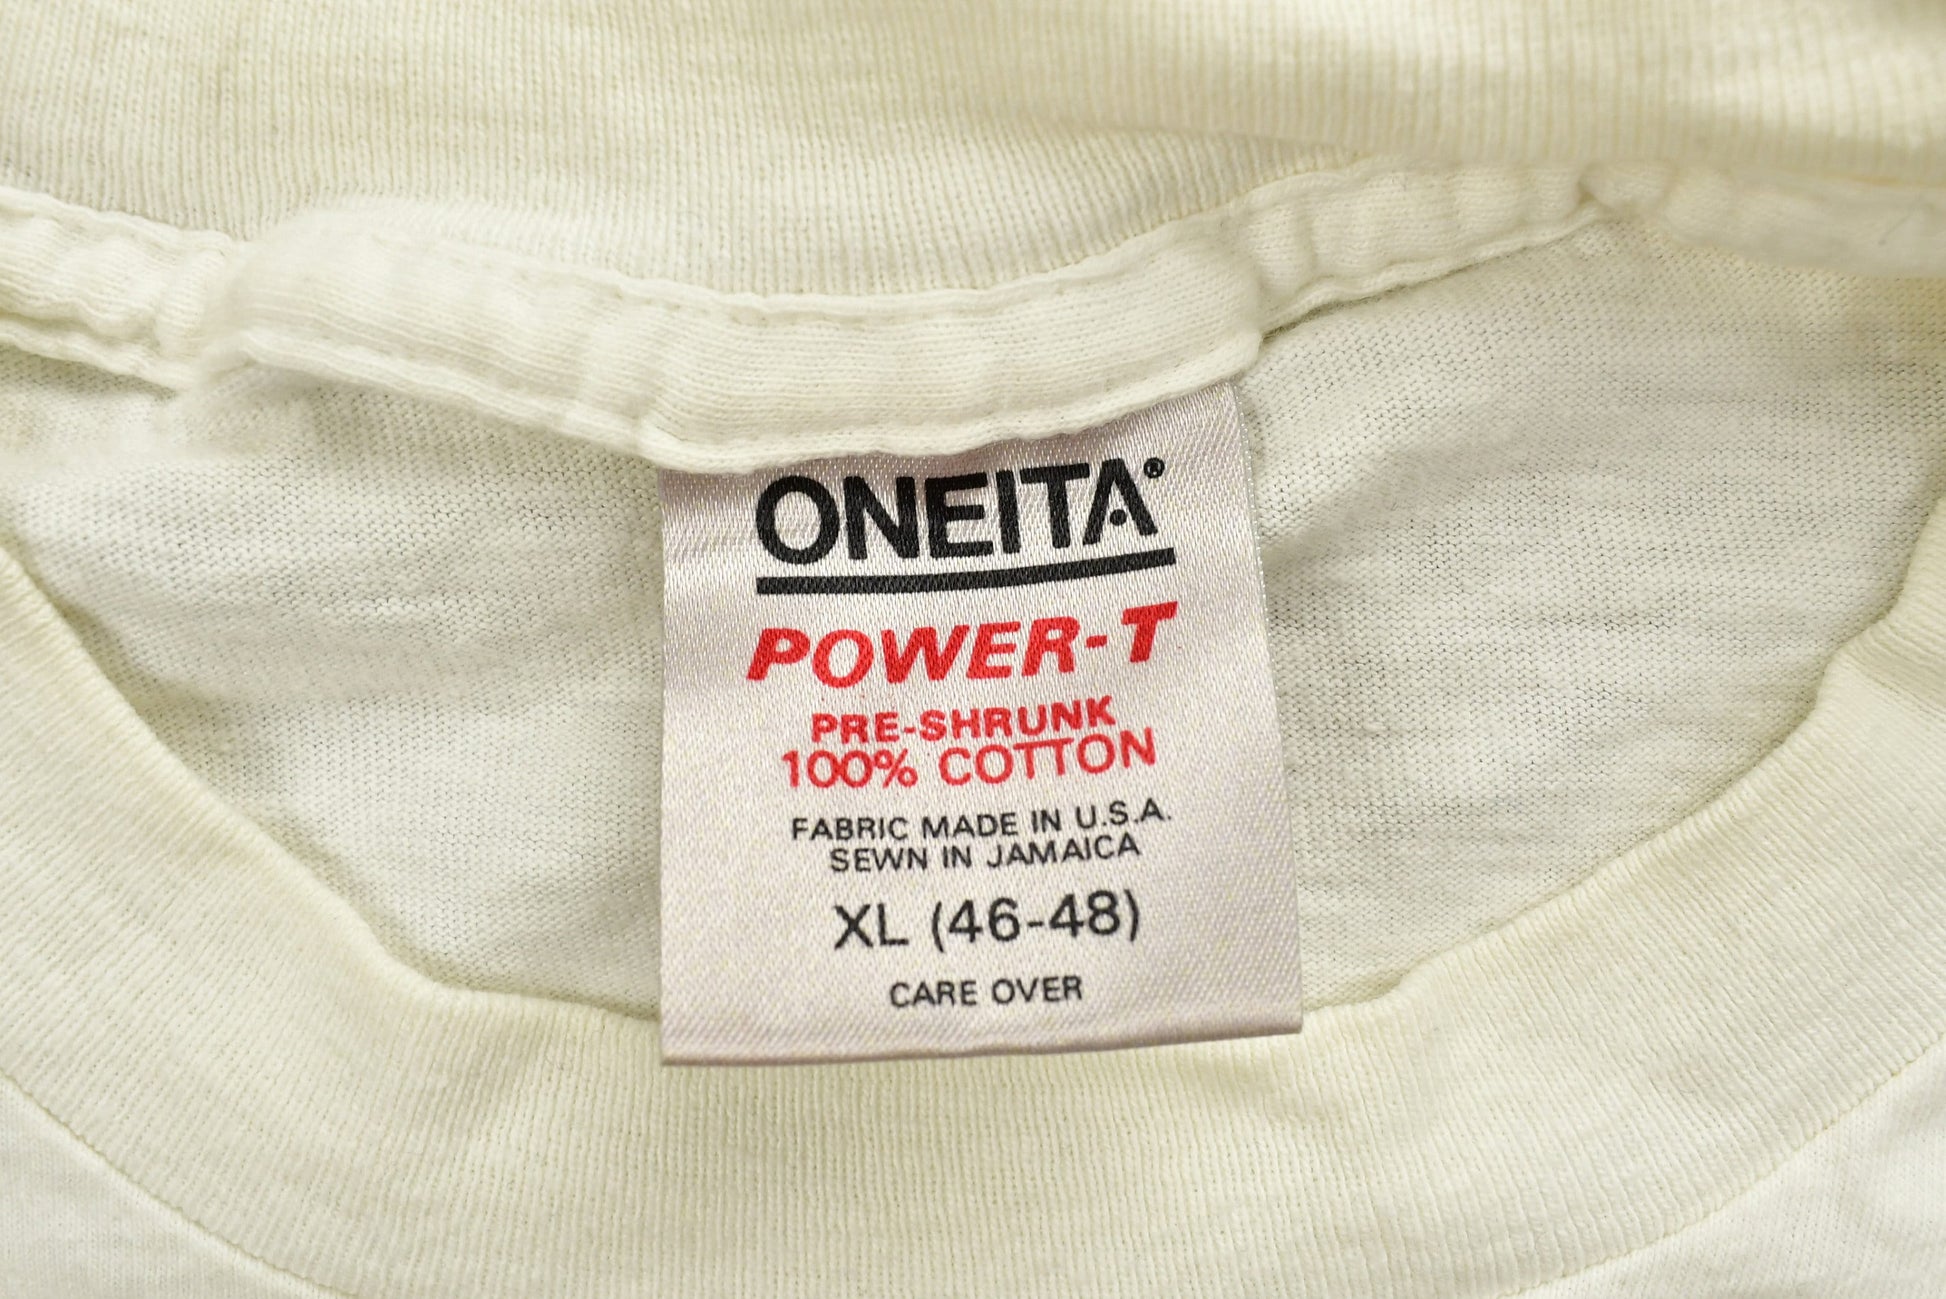 ONEITA®
POWER-T
PRE-SHRUNK
100% COTTON
FABRIC MADE IN U.S.A.
SEWN IN JAMAICA
XL (46-48)
CARE OVER